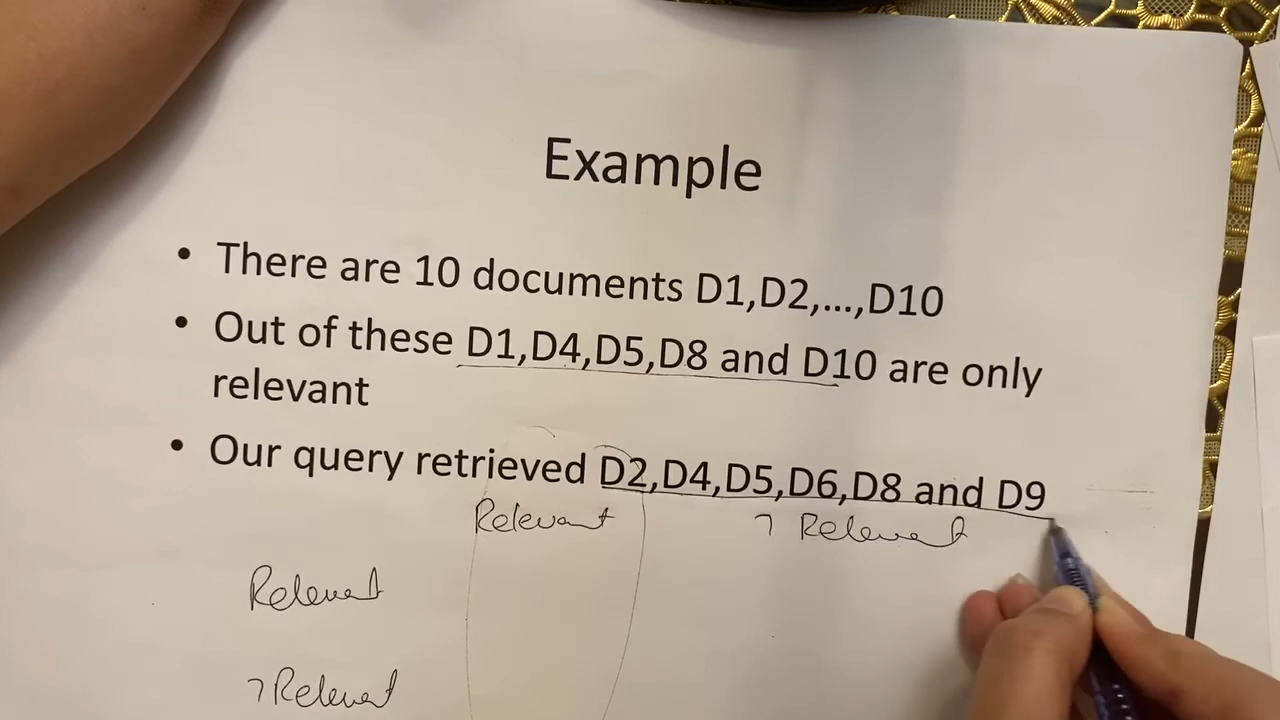 Example
• There are 10 documents D1,D2,...,D10
• Out of these D1,D4,D5,D8 and D10 are only
relevant
• Our query retrieved D2,D4,D5,D6,D8 and D9
Relevant ¬ Relevant
Relevant
¬ Relevant